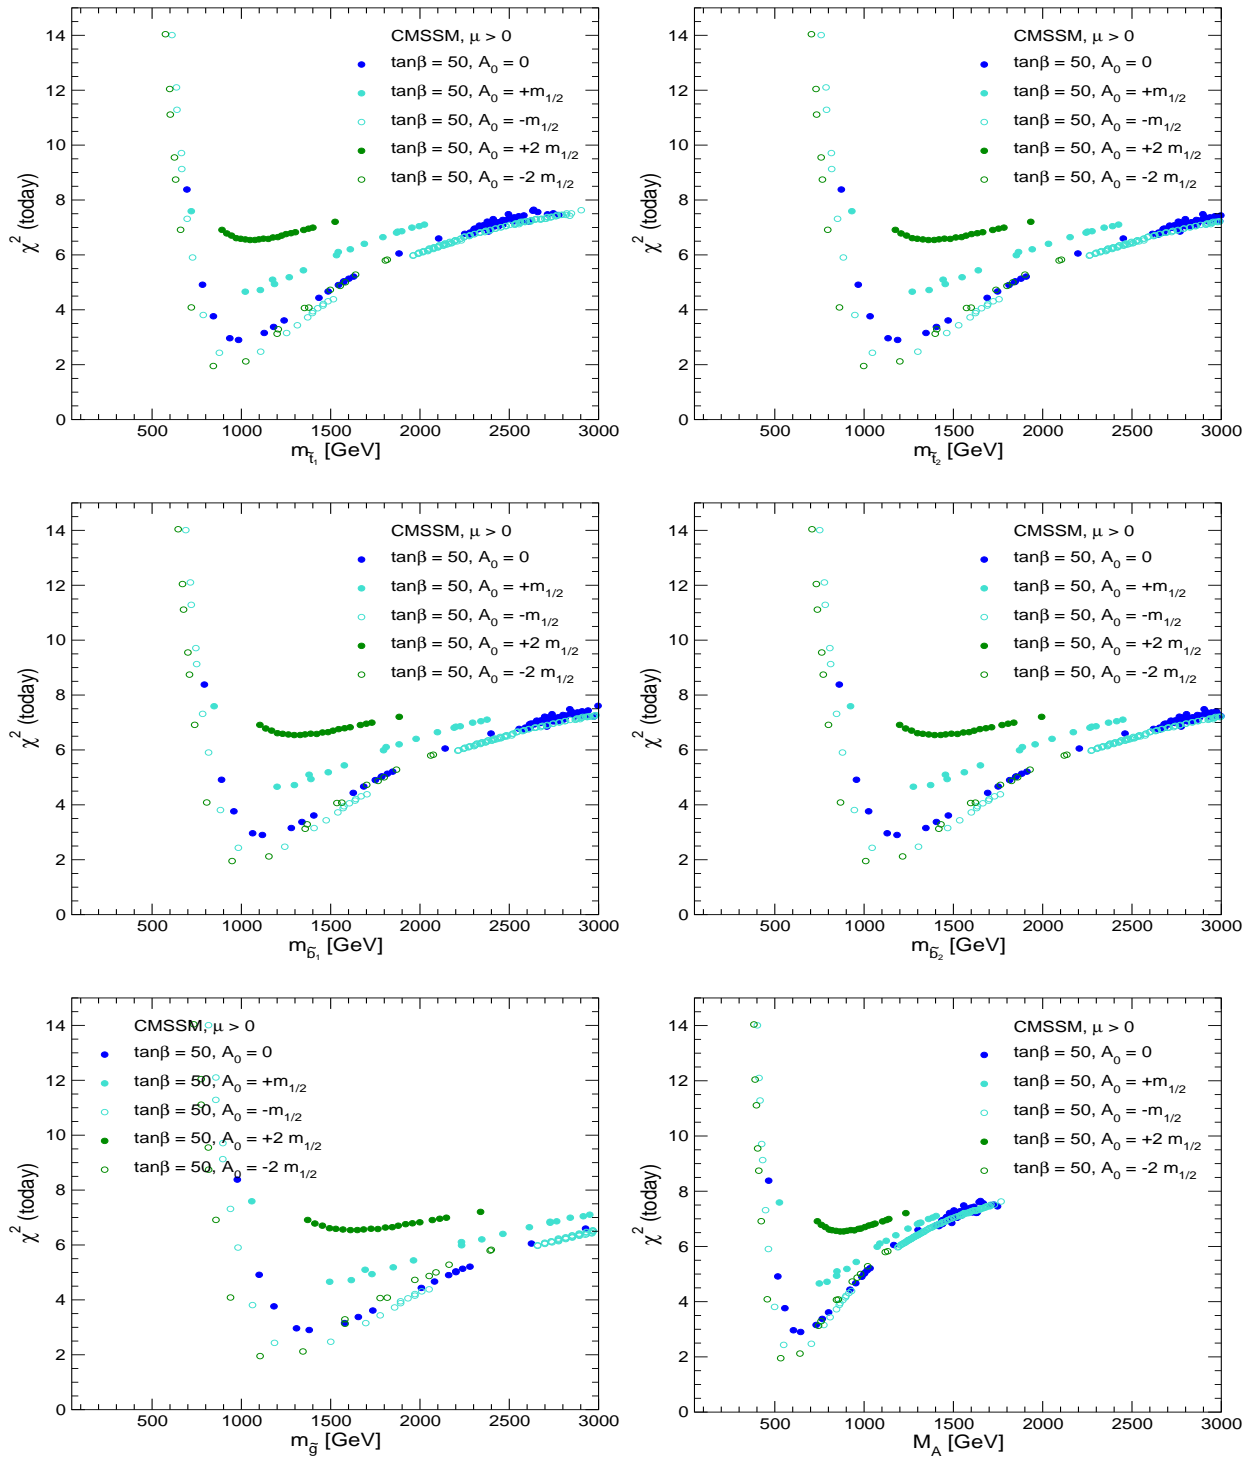 14
12
10
8
6
4
2
0
χ² (today)
CMSSM, μ > 0
tanβ = 50, A₀ = 0
tanβ = 50, A₀ = +m₁/₂
tanβ = 50, A₀ = -m₁/₂
tanβ = 50, A₀ = +2 m₁/₂
tanβ = 50, A₀ = -2 m₁/₂
500 1000 1500 2000 2500 3000
m_t̃₁ [GeV]
14
12
10
8
6
4
2
0
χ² (today)
CMSSM, μ > 0
tanβ = 50, A₀ = 0
tanβ = 50, A₀ = +m₁/₂
tanβ = 50, A₀ = -m₁/₂
tanβ = 50, A₀ = +2 m₁/₂
tanβ = 50, A₀ = -2 m₁/₂
500 1000 1500 2000 2500 3000
m_t̃₂ [GeV]
14
12
10
8
6
4
2
0
χ² (today)
CMSSM, μ > 0
tanβ = 50, A₀ = 0
tanβ = 50, A₀ = +m₁/₂
tanβ = 50, A₀ = -m₁/₂
tanβ = 50, A₀ = +2 m₁/₂
tanβ = 50, A₀ = -2 m₁/₂
500 1000 1500 2000 2500 3000
m_b̃₁ [GeV]
14
12
10
8
6
4
2
0
χ² (today)
CMSSM, μ > 0
tanβ = 50, A₀ = 0
tanβ = 50, A₀ = +m₁/₂
tanβ = 50, A₀ = -m₁/₂
tanβ = 50, A₀ = +2 m₁/₂
tanβ = 50, A₀ = -2 m₁/₂
500 1000 1500 2000 2500 3000
m_b̃₂ [GeV]
14
12
10
8
6
4
2
0
χ² (today)
CMSSM, μ > 0
tanβ = 50, A₀ = 0
tanβ = 50, A₀ = +m₁/₂
tanβ = 50, A₀ = -m₁/₂
tanβ = 50, A₀ = +2 m₁/₂
tanβ = 50, A₀ = -2 m₁/₂
500 1000 1500 2000 2500 3000
m_g̃ [GeV]
14
12
10
8
6
4
2
0
χ² (today)
CMSSM, μ > 0
tanβ = 50, A₀ = 0
tanβ = 50, A₀ = +m₁/₂
tanβ = 50, A₀ = -m₁/₂
tanβ = 50, A₀ = +2 m₁/₂
tanβ = 50, A₀ = -2 m₁/₂
500 1000 1500 2000 2500 3000
M_A [GeV]